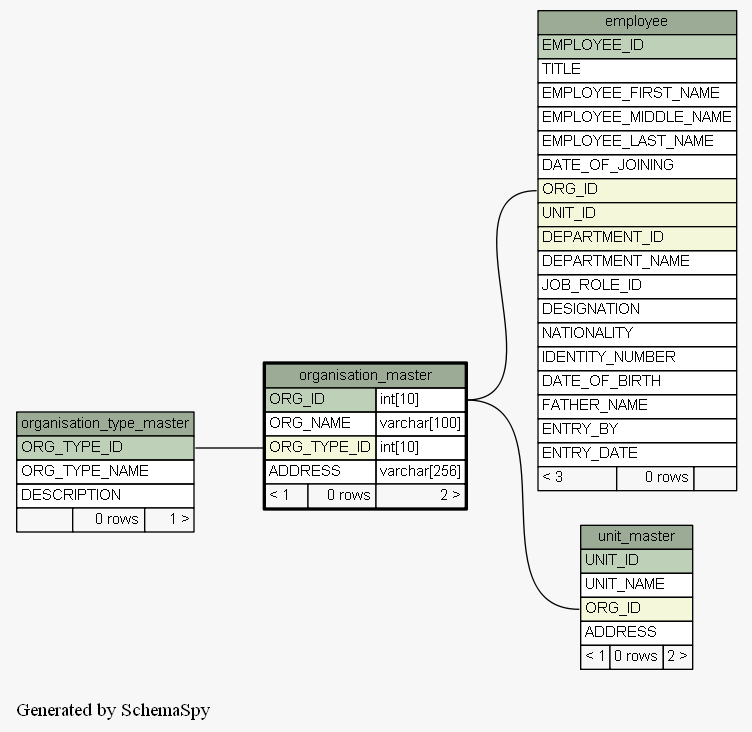 employee
EMPLOYEE_ID
TITLE
EMPLOYEE_FIRST_NAME
EMPLOYEE_MIDDLE_NAME
EMPLOYEE_LAST_NAME
DATE_OF_JOINING
ORG_ID
UNIT_ID
DEPARTMENT_ID
DEPARTMENT_NAME
JOB_ROLE_ID
DESIGNATION
NATIONALITY
IDENTITY_NUMBER
DATE_OF_BIRTH
FATHER_NAME
ENTRY_BY
ENTRY_DATE
< 3 0 rows
organisation_master
ORG_ID int[10]
ORG_NAME varchar[100]
ORG_TYPE_ID int[10]
ADDRESS varchar[256]
< 1 0 rows 2 >
organisation_type_master
ORG_TYPE_ID
ORG_TYPE_NAME
DESCRIPTION
0 rows 1 >
unit_master
UNIT_ID
UNIT_NAME
ORG_ID
ADDRESS
< 1 0 rows 2 >
Generated by SchemaSpy